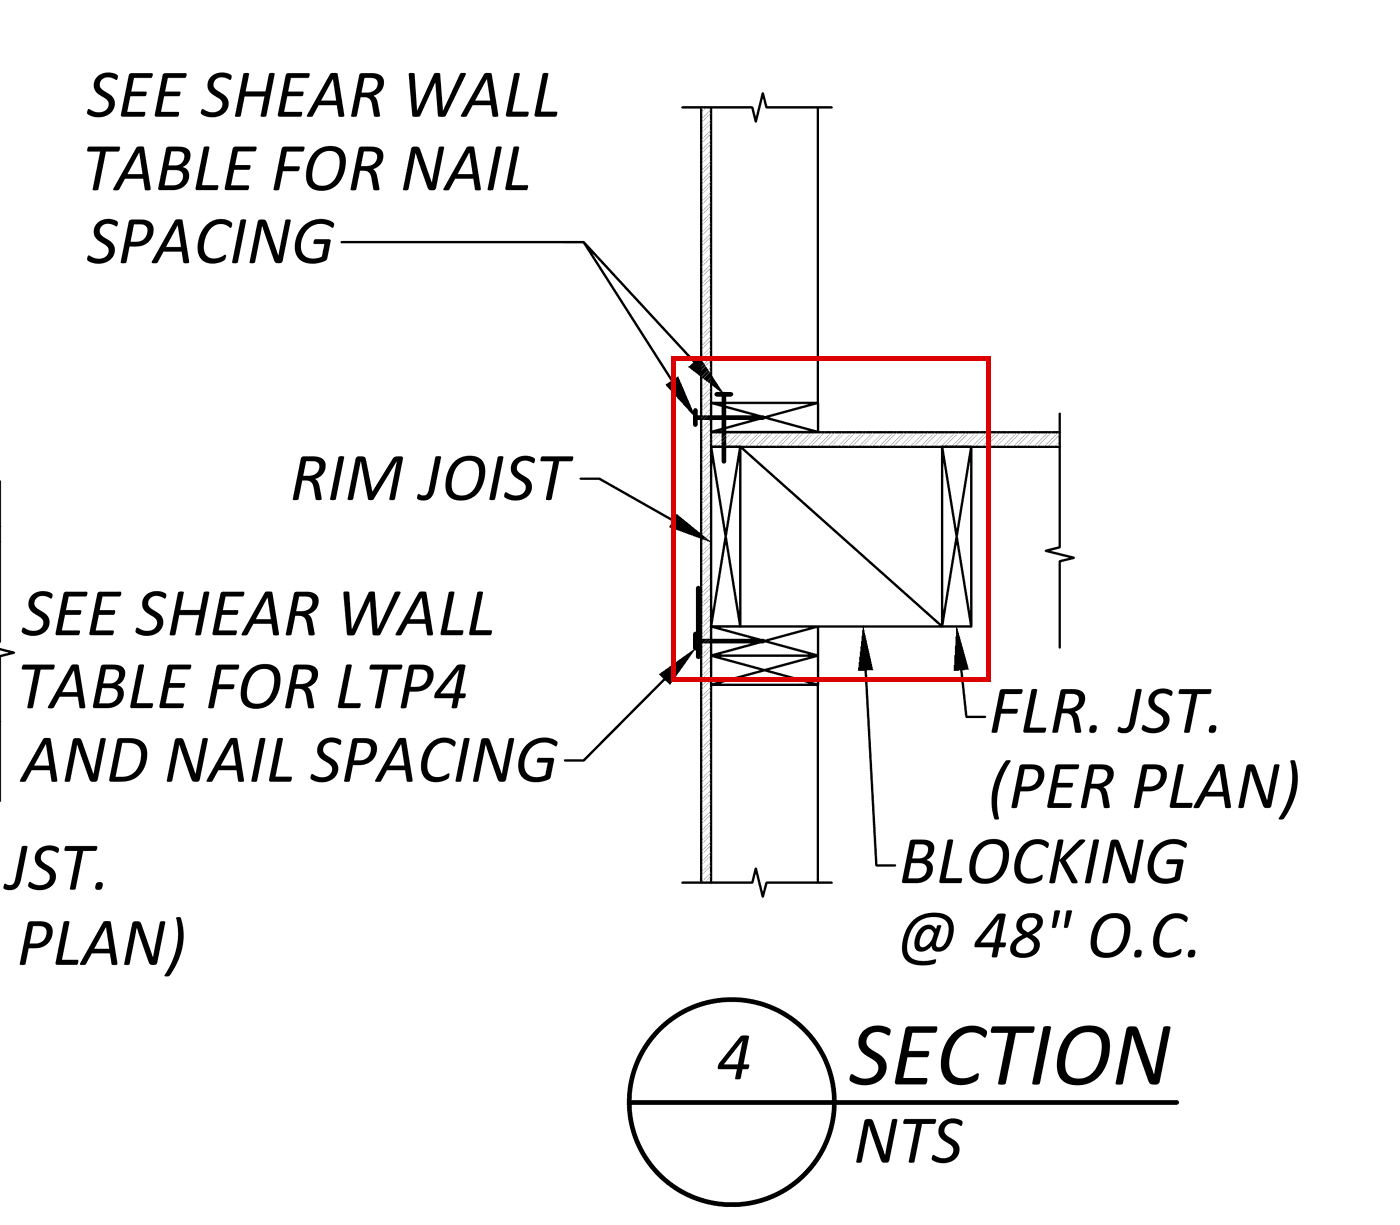 SEE SHEAR WALL
TABLE FOR NAIL
SPACING
RIM JOIST
SEE SHEAR WALL
TABLE FOR LTP4
AND NAIL SPACING
JST.
PLAN)
FLR. JST.
(PER PLAN)
BLOCKING
@ 48" O.C.
4
SECTION
NTS